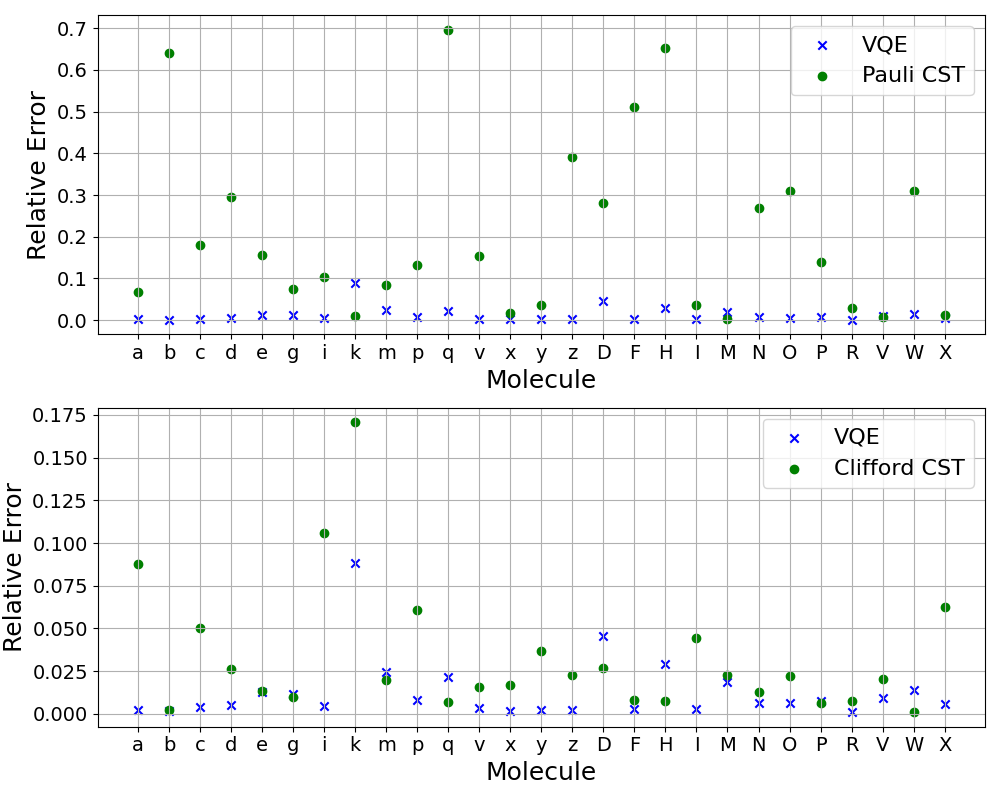 0.7
0.6
0.5
0.4
0.3
0.2
0.1
0.0
Relative Error
VQE
Pauli CST
a b c d e g i k m p q v x y z D F H I M N O P R V W X
Molecule
0.175
0.150
0.125
0.100
0.075
0.050
0.025
0.000
Relative Error
VQE
Clifford CST
a b c d e g i k m p q v x y z D F H I M N O P R V W X
Molecule